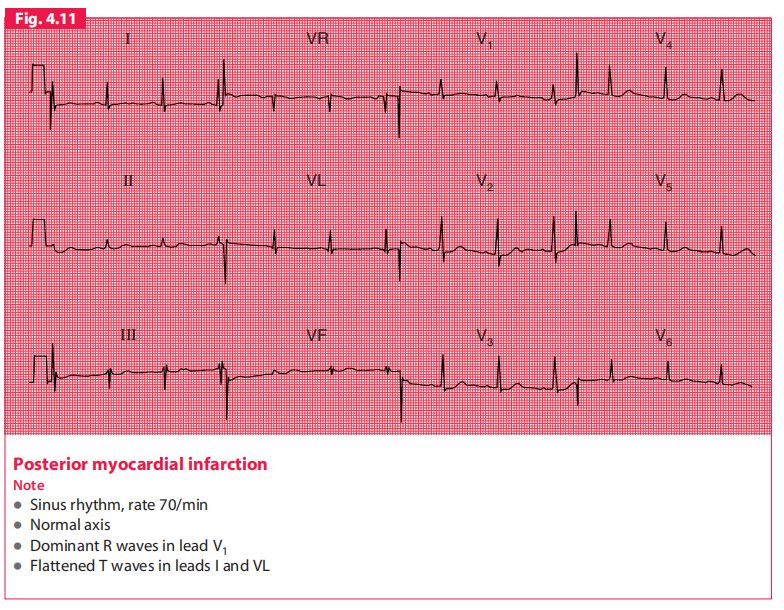 Fig. 4.11
I VR V₁ V₄
II VL V₂ V₅
III VF V₃ V₆
Posterior myocardial infarction
Note
● Sinus rhythm, rate 70/min
● Normal axis
● Dominant R waves in lead V₁
● Flattened T waves in leads I and VL